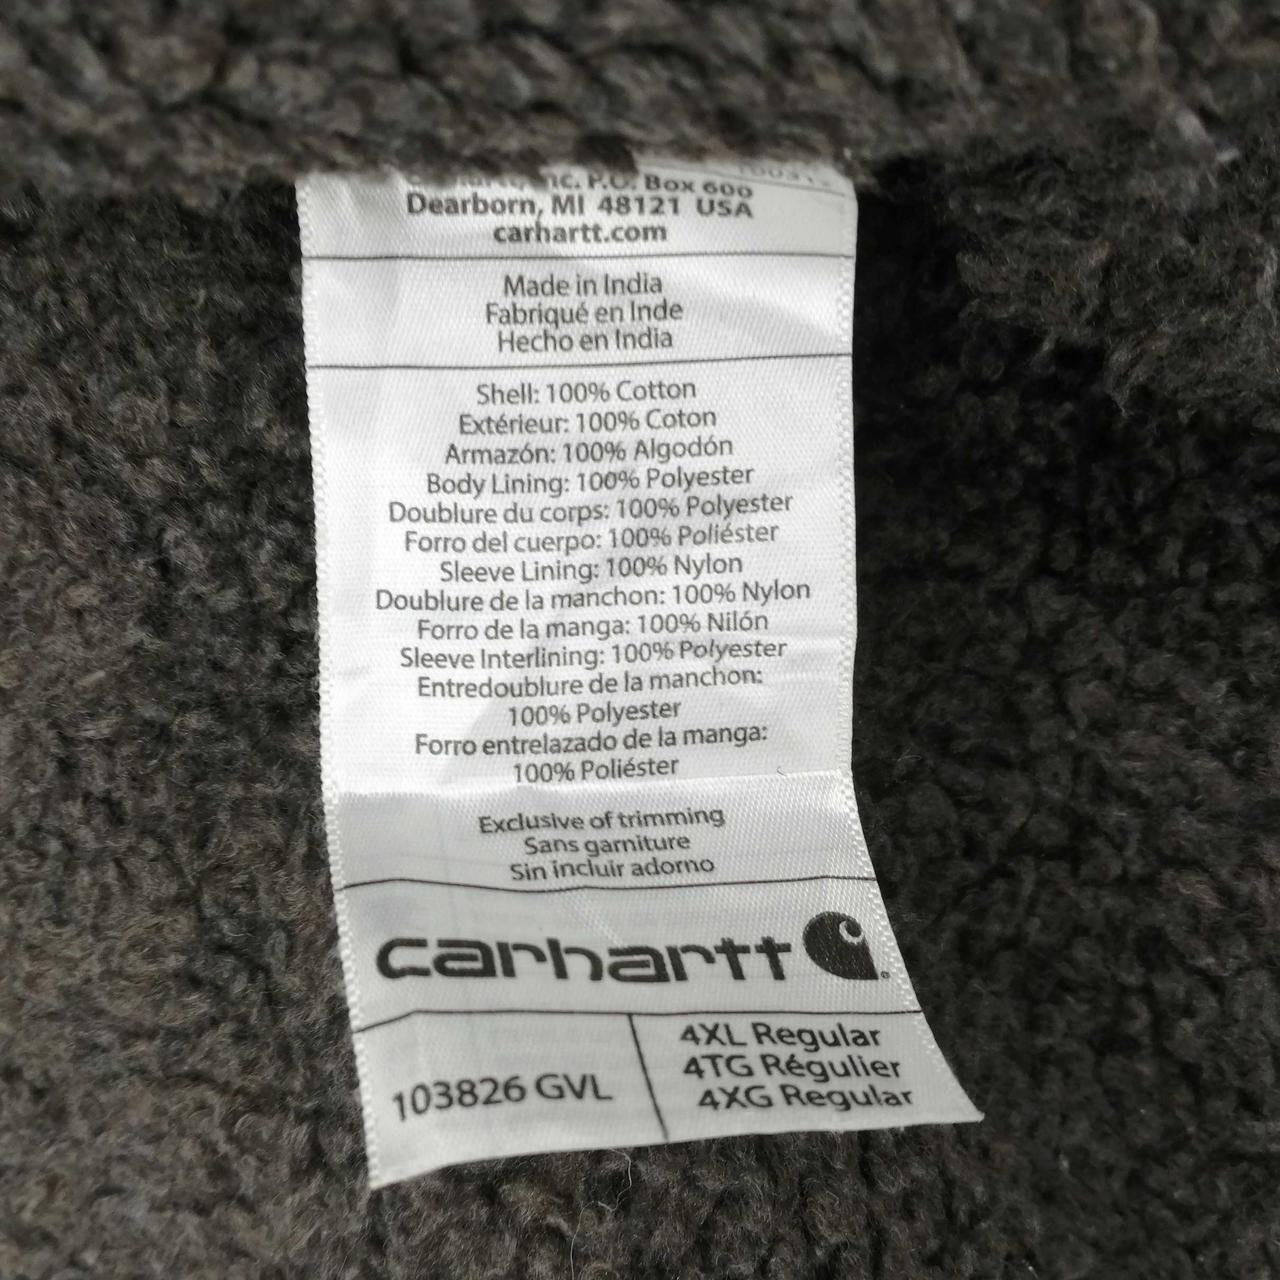 Inc. P.O. Box 600
Dearborn, MI 48121 USA
carhartt.com
Made in India
Fabriqué en Inde
Hecho en India
Shell: 100% Cotton
Extérieur: 100% Coton
Armazón: 100% Algodón
Body Lining: 100% Polyester
Doublure du corps: 100% Polyester
Forro del cuerpo: 100% Poliéster
Sleeve Lining: 100% Nylon
Doublure de la manchon: 100% Nylon
Forro de la manga: 100% Nilón
Sleeve Interlining: 100% Polyester
Entredoublure de la manchon:
100% Polyester
Forro entrelazado de la manga:
100% Poliéster
Exclusive of trimming
Sans garniture
Sin incluir adorno
carhartt
103826 GVL
4XL Regular
4TG Régulier
4XG Regular